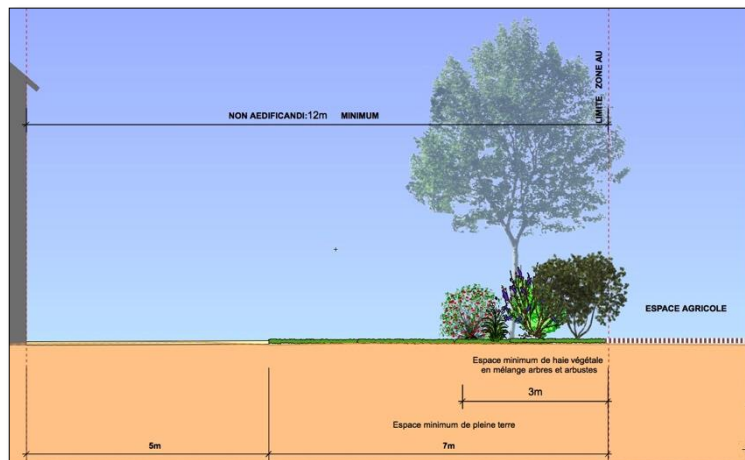 LIMITE ZONE AU
NON AEDIFICANDI:12m MINIMUM
ESPACE AGRICOLE
Espace minimum de haie végétale
en mélange arbres et arbustes
3m
Espace minimum de pleine terre
5m
7m